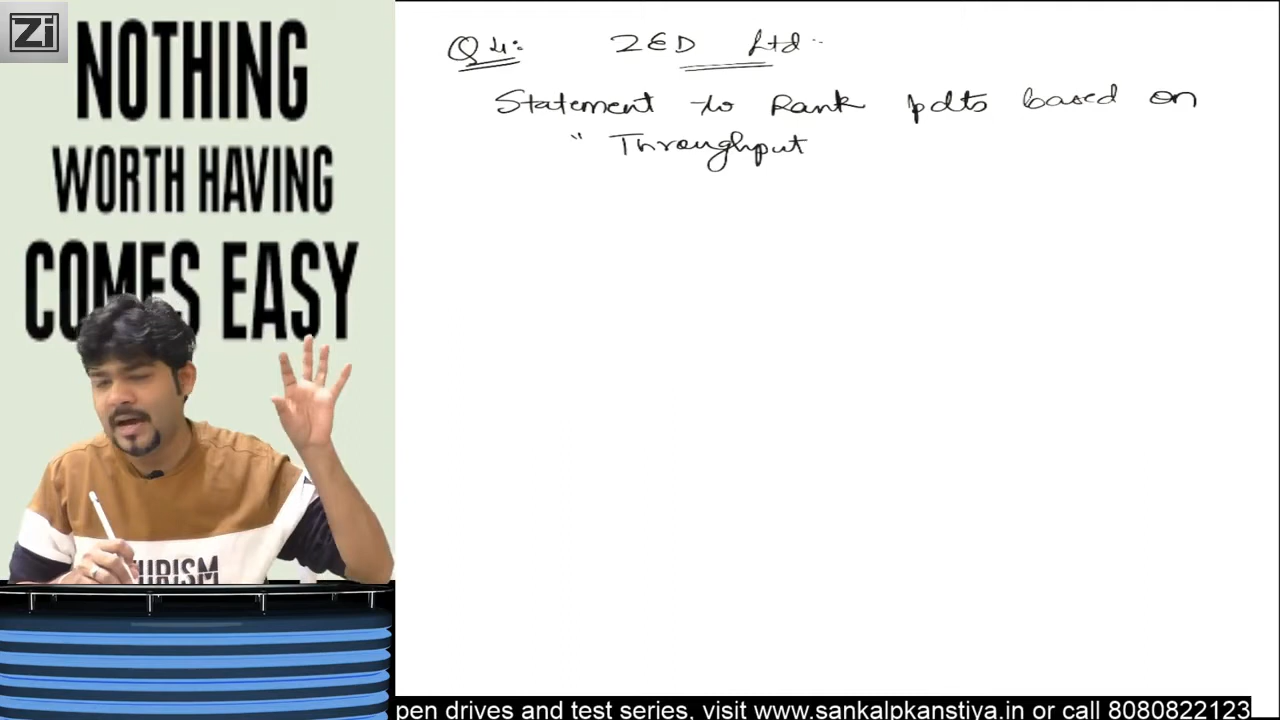 Zi
NOTHING
WORTH HAVING
COMES EASY
Q4: ZED Ltd.
Statement to Rank pdts based on
" Throughput
TURISM
pen drives and test series, visit www.sankalpkanstiya.in or call 8080822123